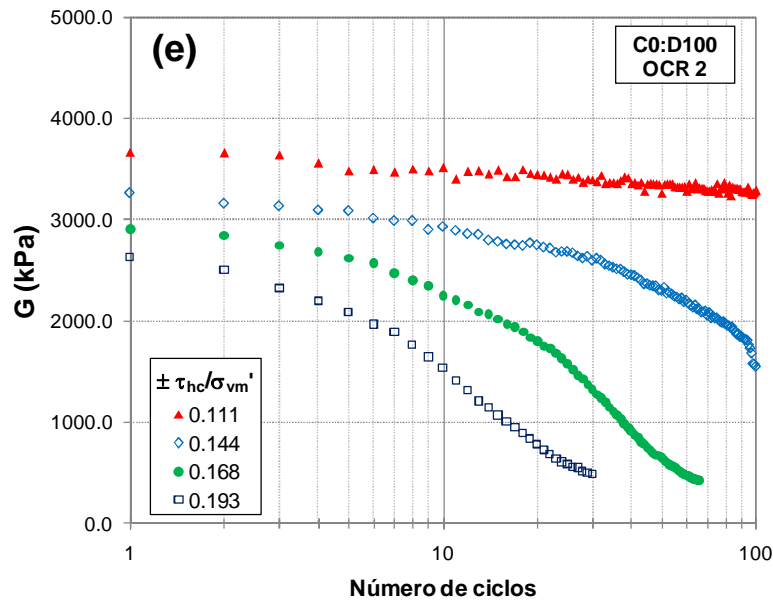 (e)
C0:D100
OCR 2
G (kPa)
5000.0
4000.0
3000.0
2000.0
1000.0
0.0
± τhc/σvm'
0.111
0.144
0.168
0.193
1 10 100
Número de ciclos